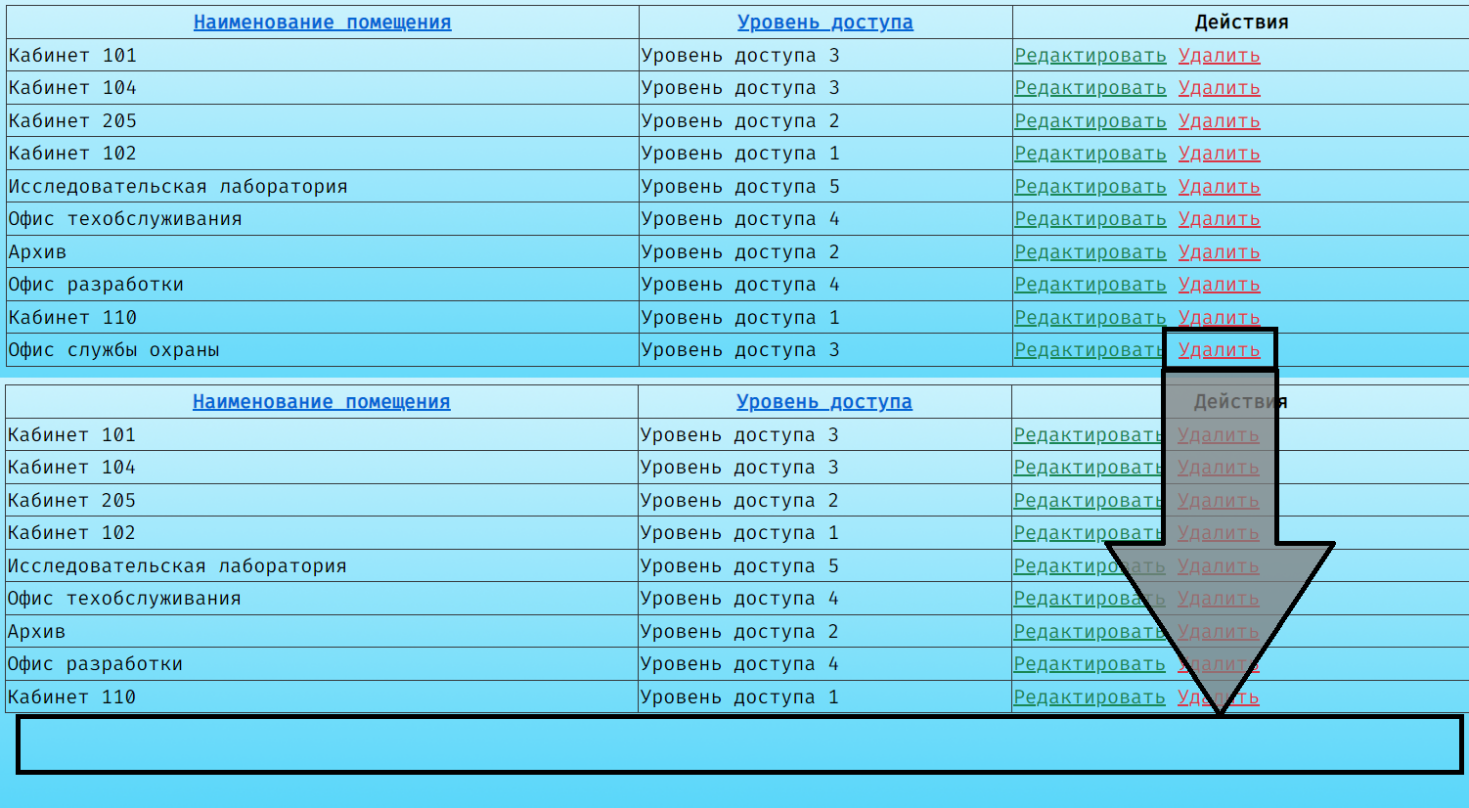 Наименование помещения Уровень доступа Действия
Кабинет 101 Уровень доступа 3 Редактировать Удалить
Кабинет 104 Уровень доступа 3 Редактировать Удалить
Кабинет 205 Уровень доступа 2 Редактировать Удалить
Кабинет 102 Уровень доступа 1 Редактировать Удалить
Исследовательская лаборатория Уровень доступа 5 Редактировать Удалить
Офис техобслуживания Уровень доступа 4 Редактировать Удалить
Архив Уровень доступа 2 Редактировать Удалить
Офис разработки Уровень доступа 4 Редактировать Удалить
Кабинет 110 Уровень доступа 1 Редактировать Удалить
Офис службы охраны Уровень доступа 3 Редактировать Удалить
Наименование помещения Уровень доступа Действия
Кабинет 101 Уровень доступа 3 Редактировать Удалить
Кабинет 104 Уровень доступа 3 Редактировать Удалить
Кабинет 205 Уровень доступа 2 Редактировать Удалить
Кабинет 102 Уровень доступа 1 Редактировать Удалить
Исследовательская лаборатория Уровень доступа 5 Редактировать Удалить
Офис техобслуживания Уровень доступа 4 Редактировать Удалить
Архив Уровень доступа 2 Редактировать Удалить
Офис разработки Уровень доступа 4 Редактировать Удалить
Кабинет 110 Уровень доступа 1 Редактировать Удалить